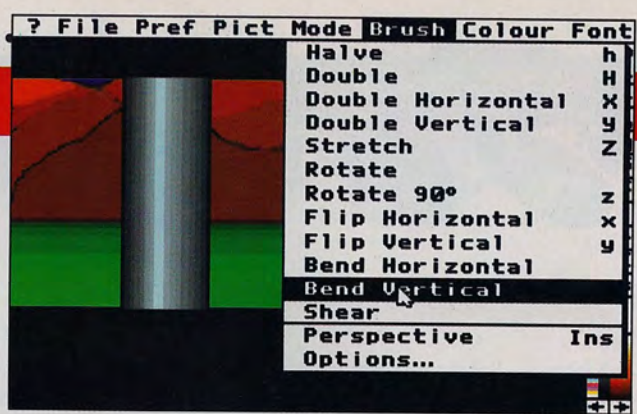 ? File Pref Pict Mode Brush Colour Font
Halve h
Double H
Double Horizontal X
Double Vertical Y
Stretch Z
Rotate
Rotate 90° z
Flip Horizontal x
Flip Vertical y
Bend Horizontal
Bend Vertical
Shear
Perspective Ins
Options...